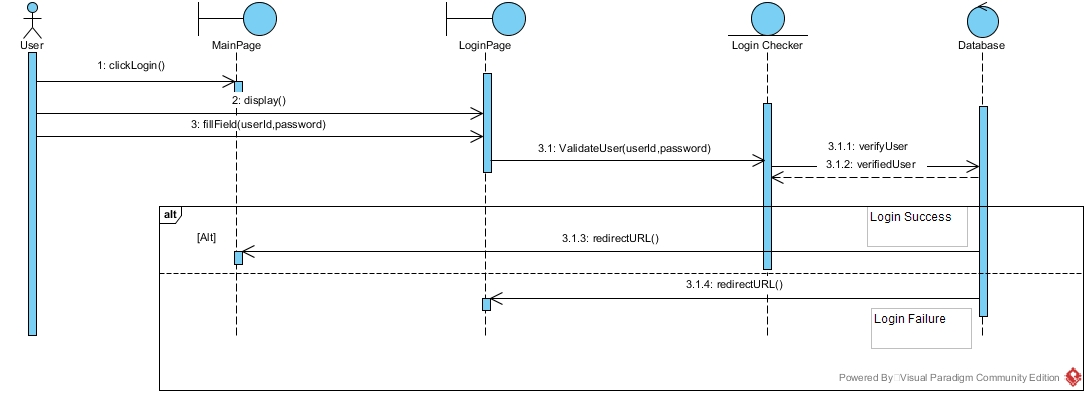 User
MainPage
LoginPage
Login Checker
Database
1: clickLogin()
2: display()
3: fillField(userId,password)
3.1: ValidateUser(userId,password)
3.1.1: verifyUser
3.1.2: verifiedUser
alt
Login Success
[Alt]
3.1.3: redirectURL()
3.1.4: redirectURL()
Login Failure
Powered By Visual Paradigm Community Edition